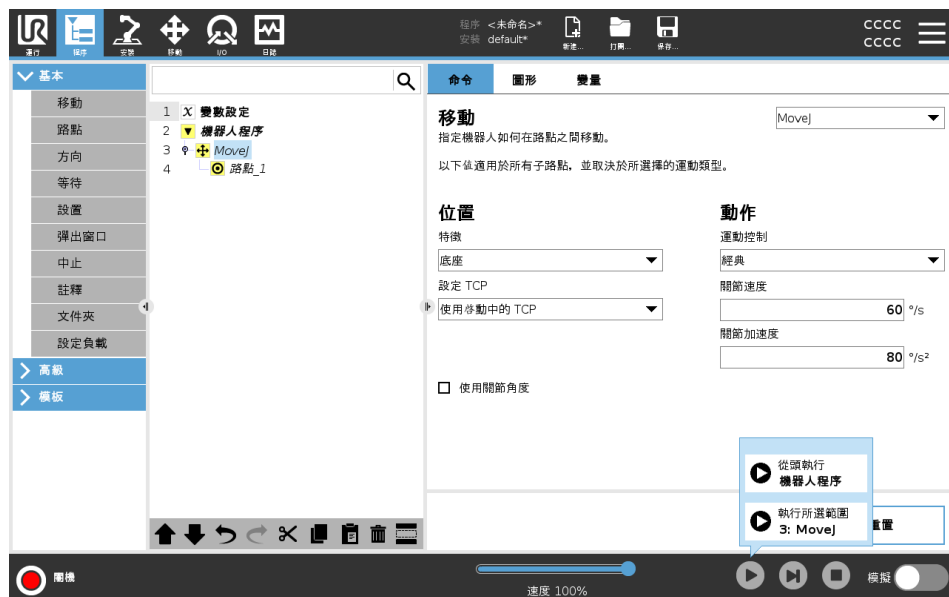 UR
運行
程序
安裝
移動
I/O
日誌
程序 <未命名>*
安裝 default*
新建...
打開...
保存...
CCCC
CCCC
基本
移動
路點
方向
等待
設置
彈出窗口
中止
註釋
文件夾
設定負載
高級
模板
1 X 變數設定
2 機器人程序
3 MoveJ
4 路點_1
命令 圖形 變量
移動
MoveJ
指定機器人如何在路點之間移動。
以下值適用於所有子路點，並取決於所選擇的運動類型。
位置
特徵
底座
設定 TCP
使用啓動中的 TCP
使用關節角度
動作
運動控制
經典
關節速度
60 °/s
關節加速度
80 °/s²
從頭執行
機器人程序
執行所選範圍
3: MoveJ
重置
關機
速度 100%
模擬